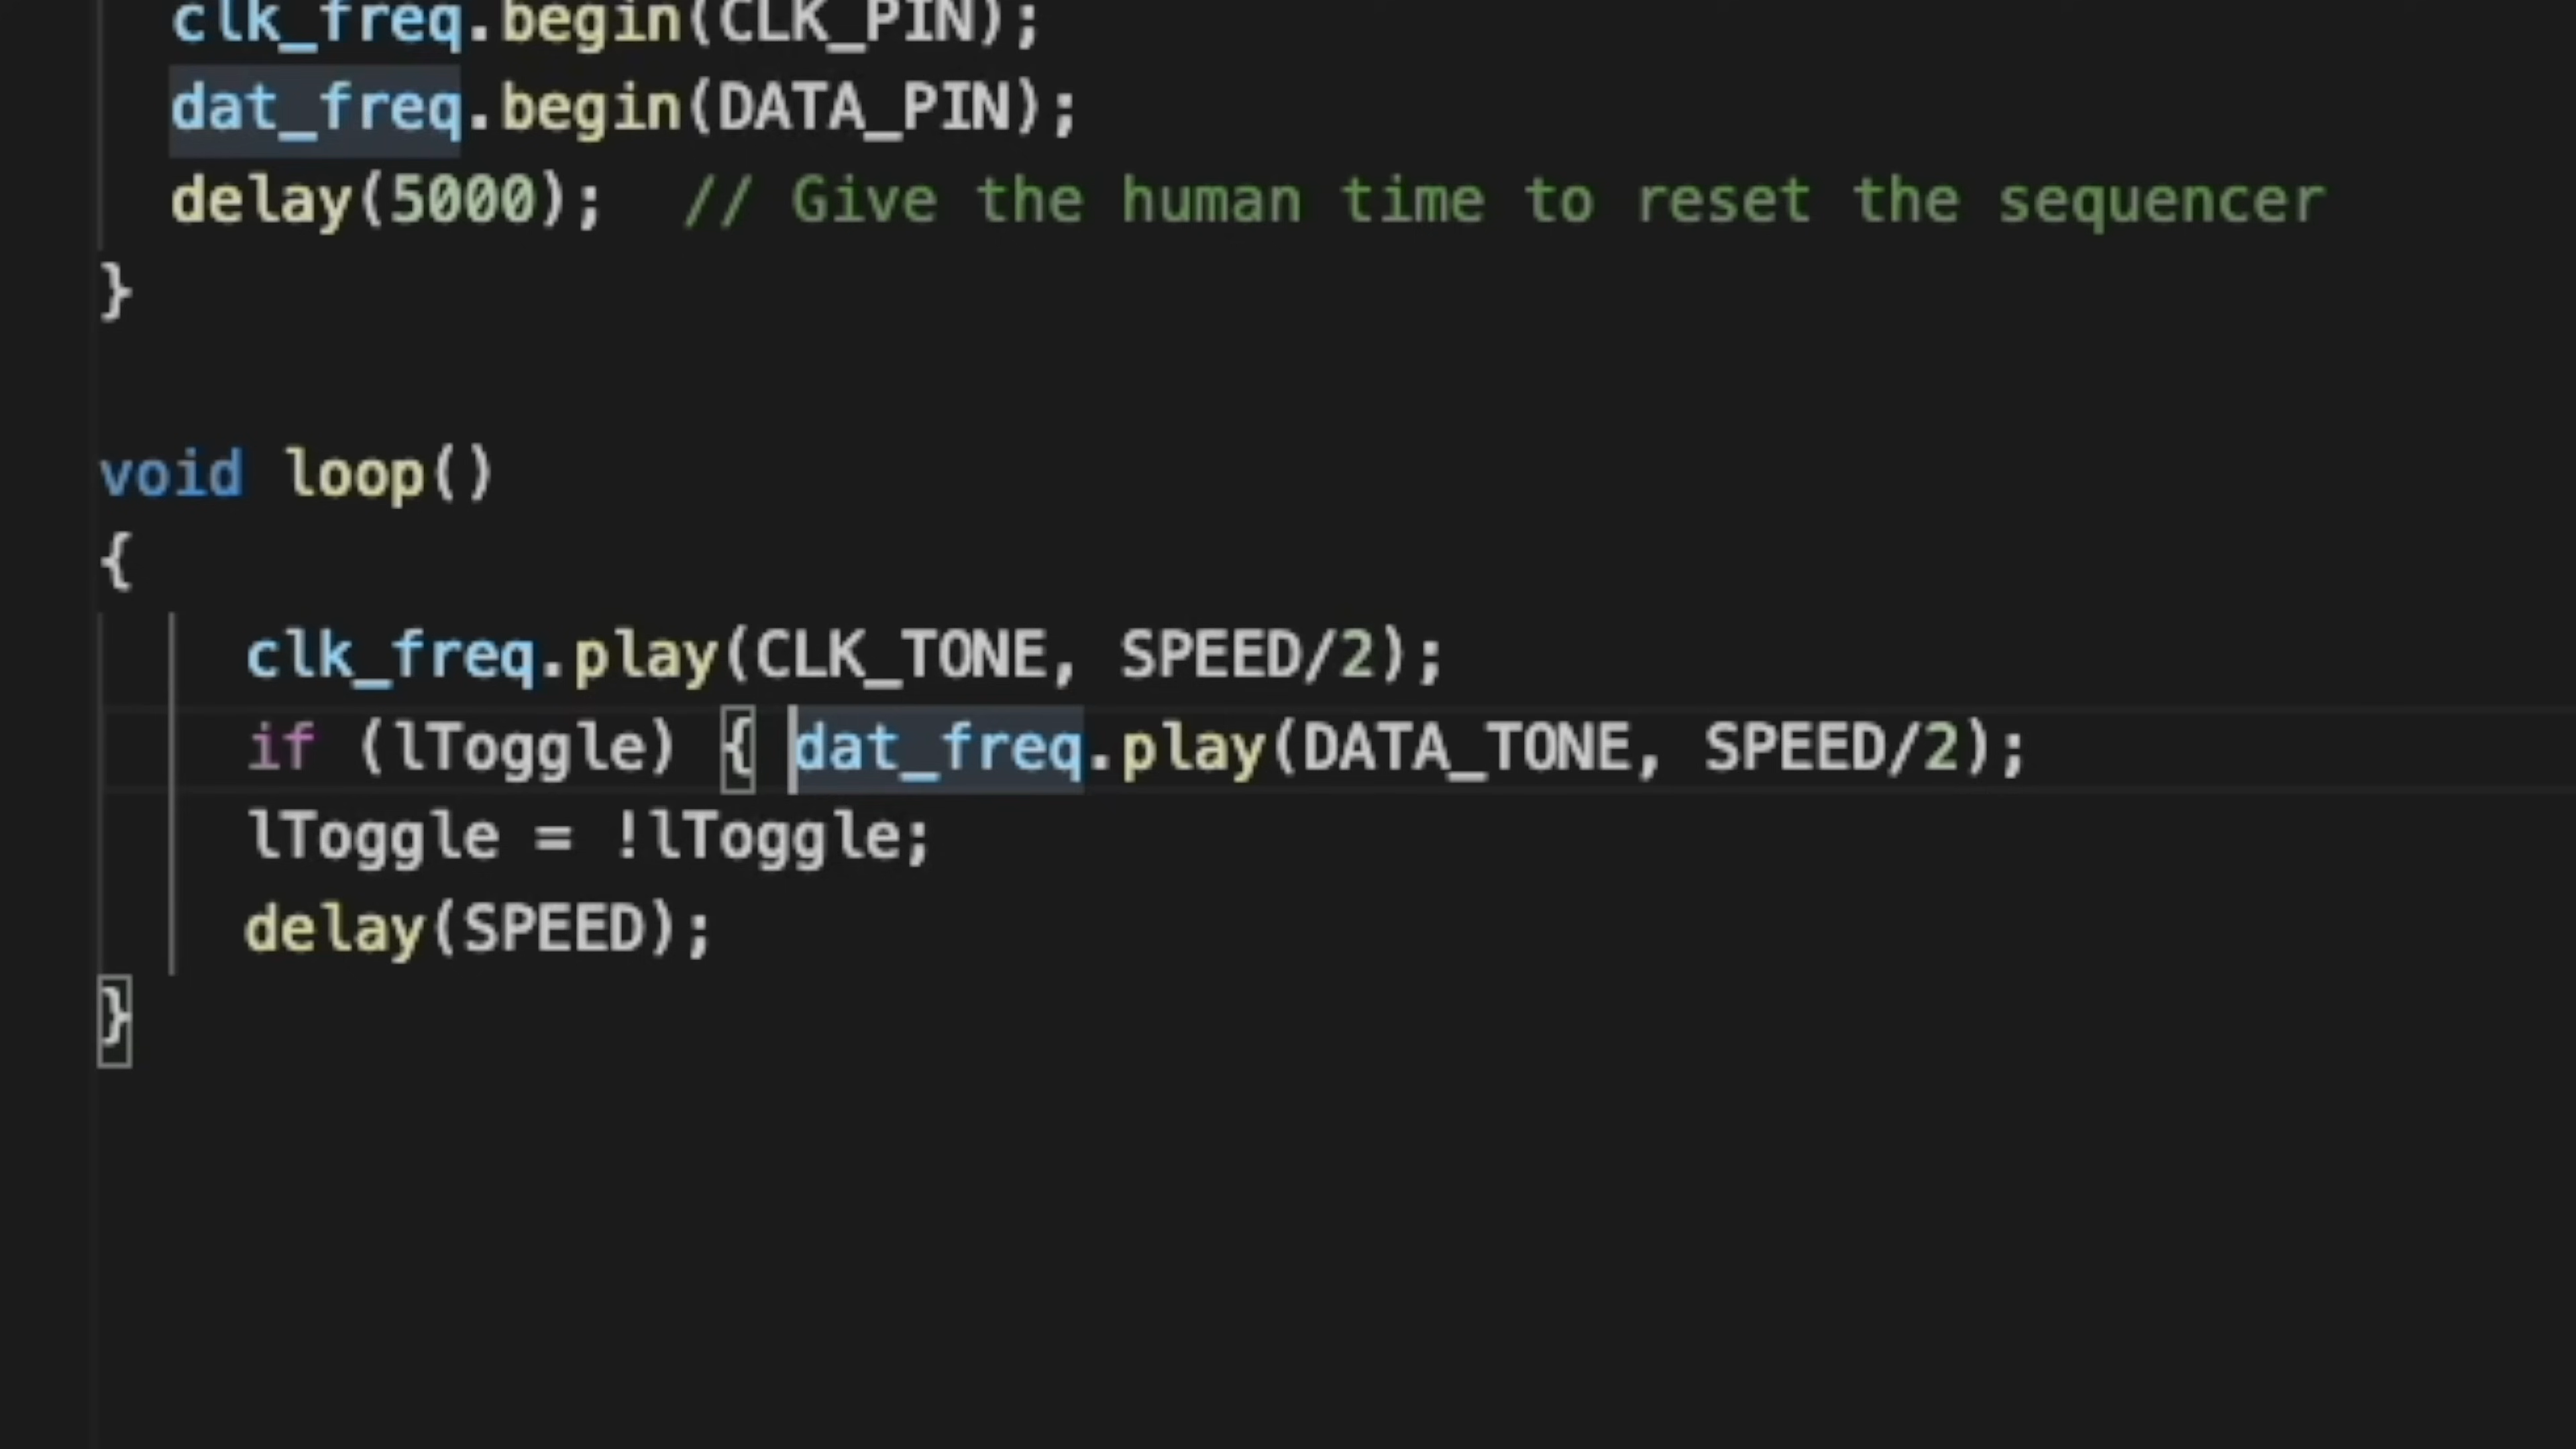 clk_freq.begin(CLK_PIN);
dat_freq.begin(DATA_PIN);
delay(5000);  // Give the human time to reset the sequencer
}
void loop()
{
clk_freq.play(CLK_TONE, SPEED/2);
if (lToggle) { dat_freq.play(DATA_TONE, SPEED/2);
lToggle = !lToggle;
delay(SPEED);
}